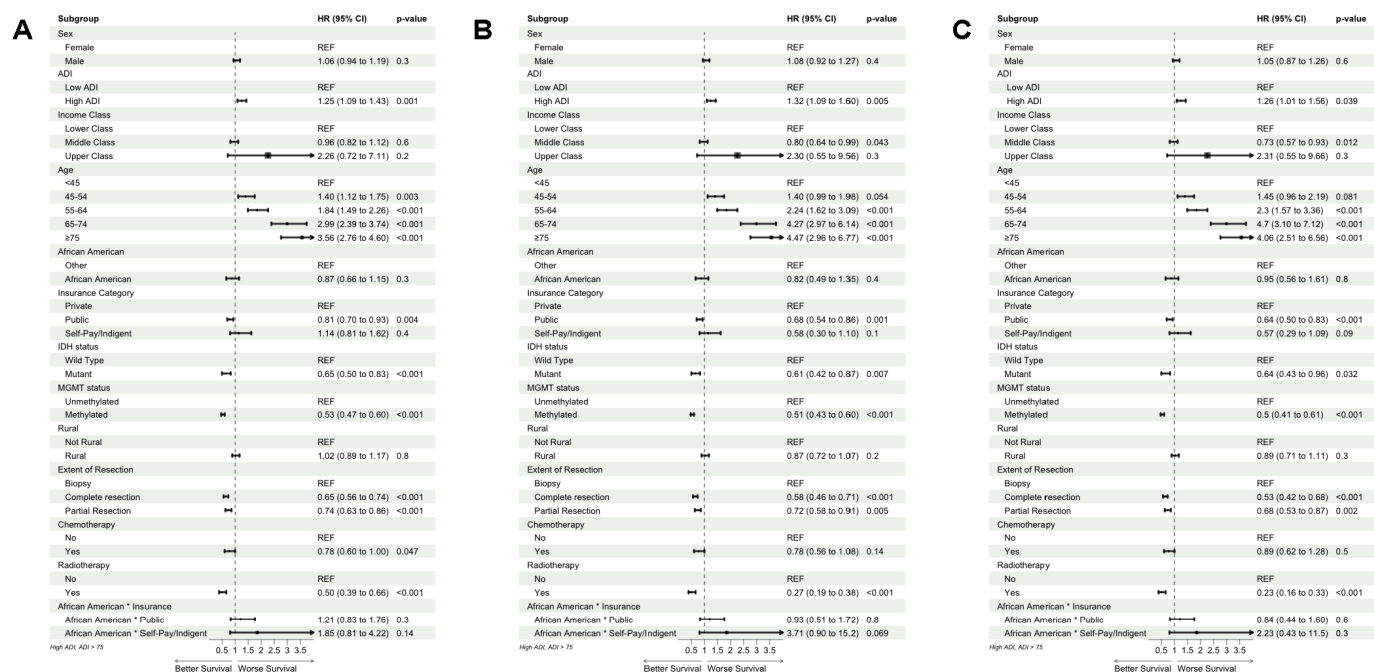 A
Subgroup HR (95% CI) p-value
Sex
Female REF
Male 1.06 (0.94 to 1.19) 0.3
ADI
Low ADI REF
High ADI 1.25 (1.09 to 1.43) 0.001
Income Class
Lower Class REF
Middle Class 0.96 (0.82 to 1.12) 0.6
Upper Class 2.26 (0.72 to 7.11) 0.2
Age
<45 REF
45-54 1.40 (1.12 to 1.75) 0.003
55-64 1.84 (1.49 to 2.26) <0.001
65-74 2.99 (2.39 to 3.74) <0.001
≥75 3.56 (2.76 to 4.60) <0.001
African American
Other REF
African American 0.87 (0.66 to 1.15) 0.3
Insurance Category
Private REF
Public 0.81 (0.70 to 0.93) 0.004
Self-Pay/Indigent 1.14 (0.81 to 1.62) 0.4
IDH status
Wild Type REF
Mutant 0.65 (0.50 to 0.83) <0.001
MGMT status
Unmethylated REF
Methylated 0.53 (0.47 to 0.60) <0.001
Rural
Not Rural REF
Rural 1.02 (0.89 to 1.17) 0.8
Extent of Resection
Biopsy REF
Complete resection 0.65 (0.56 to 0.74) <0.001
Partial Resection 0.74 (0.63 to 0.86) <0.001
Chemotherapy
No REF
Yes 0.78 (0.60 to 1.00) 0.047
Radiotherapy
No REF
Yes 0.50 (0.39 to 0.66) <0.001
African American * Insurance
African American * Public 1.21 (0.83 to 1.76) 0.3
African American * Self-Pay/Indigent 1.85 (0.81 to 4.22) 0.14
High ADI, ADI > 75
0.5 1 1.5 2 2.5 3 3.5
Better Survival Worse Survival
B
Subgroup HR (95% CI) p-value
Sex
Female REF
Male 1.08 (0.92 to 1.27) 0.4
ADI
Low ADI REF
High ADI 1.32 (1.09 to 1.60) 0.005
Income Class
Lower Class REF
Middle Class 0.80 (0.64 to 0.99) 0.043
Upper Class 2.30 (0.55 to 9.56) 0.3
Age
<45 REF
45-54 1.40 (0.99 to 1.98) 0.054
55-64 2.24 (1.62 to 3.09) <0.001
65-74 4.27 (2.97 to 6.14) <0.001
≥75 4.47 (2.96 to 6.77) <0.001
African American
Other REF
African American 0.82 (0.49 to 1.35) 0.4
Insurance Category
Private REF
Public 0.68 (0.54 to 0.86) 0.001
Self-Pay/Indigent 0.58 (0.30 to 1.10) 0.1
IDH status
Wild Type REF
Mutant 0.61 (0.42 to 0.87) 0.007
MGMT status
Unmethylated REF
Methylated 0.51 (0.43 to 0.60) <0.001
Rural
Not Rural REF
Rural 0.87 (0.72 to 1.07) 0.2
Extent of Resection
Biopsy REF
Complete resection 0.58 (0.46 to 0.71) <0.001
Partial Resection 0.72 (0.58 to 0.91) 0.005
Chemotherapy
No REF
Yes 0.78 (0.56 to 1.08) 0.14
Radiotherapy
No REF
Yes 0.27 (0.19 to 0.38) <0.001
African American * Insurance
African American * Public 0.93 (0.51 to 1.72) 0.8
African American * Self-Pay/Indigent 3.71 (0.90 to 15.2) 0.069
High ADI, ADI > 75
0.5 1 1.5 2 2.5 3 3.5
Better Survival Worse Survival
C
Subgroup HR (95% CI) p-value
Sex
Female REF
Male 1.05 (0.87 to 1.26) 0.6
ADI
Low ADI REF
High ADI 1.26 (1.01 to 1.56) 0.039
Income Class
Lower Class REF
Middle Class 0.73 (0.57 to 0.93) 0.012
Upper Class 2.31 (0.55 to 9.66) 0.3
Age
<45 REF
45-54 1.45 (0.96 to 2.19) 0.081
55-64 2.3 (1.57 to 3.36) <0.001
65-74 4.7 (3.10 to 7.12) <0.001
≥75 4.06 (2.51 to 6.56) <0.001
African American
Other REF
African American 0.95 (0.56 to 1.61) 0.8
Insurance Category
Private REF
Public 0.64 (0.50 to 0.83) <0.001
Self-Pay/Indigent 0.57 (0.29 to 1.09) 0.09
IDH status
Wild Type REF
Mutant 0.64 (0.43 to 0.96) 0.032
MGMT status
Unmethylated REF
Methylated 0.5 (0.41 to 0.61) <0.001
Rural
Not Rural REF
Rural 0.89 (0.71 to 1.11) 0.3
Extent of Resection
Biopsy REF
Complete resection 0.53 (0.42 to 0.68) <0.001
Partial Resection 0.68 (0.53 to 0.87) 0.002
Chemotherapy
No REF
Yes 0.89 (0.62 to 1.28) 0.5
Radiotherapy
No REF
Yes 0.23 (0.16 to 0.33) <0.001
African American * Insurance
African American * Public 0.84 (0.44 to 1.60) 0.6
African American * Self-Pay/Indigent 2.23 (0.43 to 11.5) 0.3
High ADI, ADI > 75
0.5 1 1.5 2 2.5 3 3.5
Better Survival Worse Survival